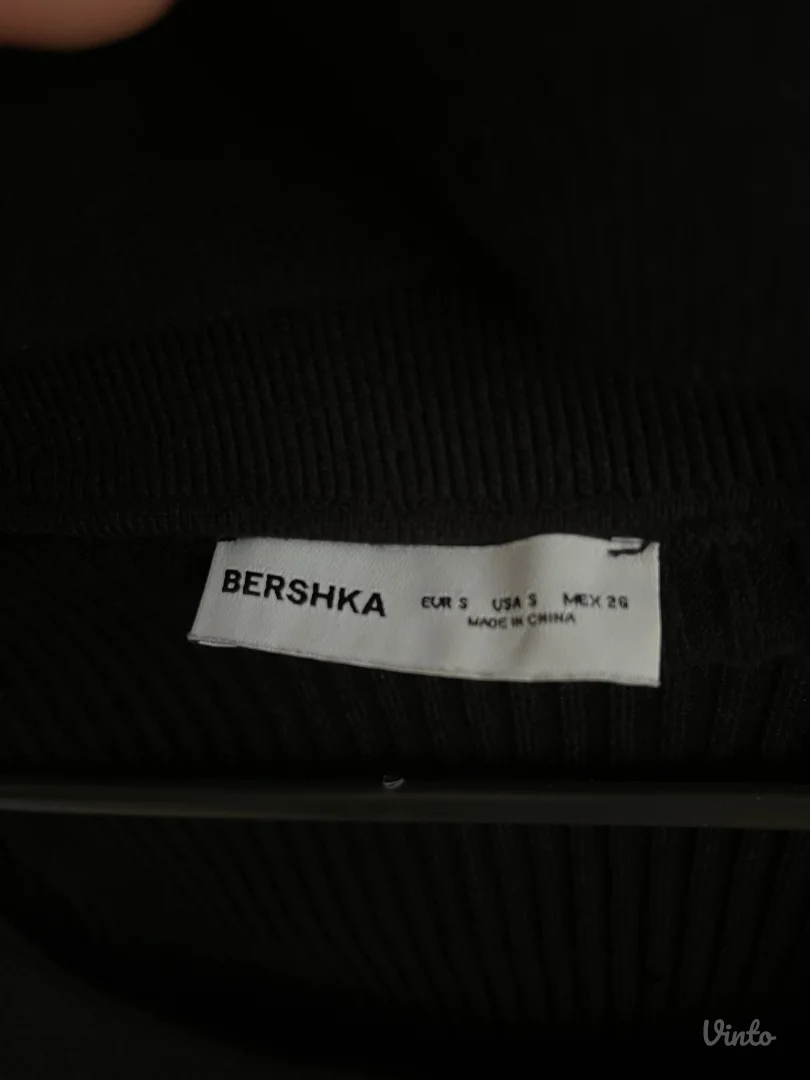 BERSHKA EUR S USA S MEX 26
MADE IN CHINA
Vinto